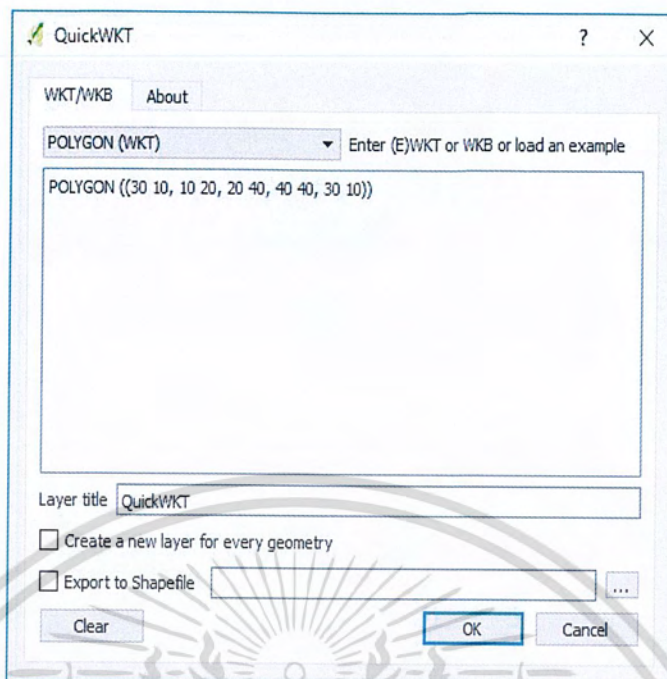 QuickWKT
WKT/WKB About
POLYGON (WKT) Enter (E)WKT or WKB or load an example
POLYGON ((30 10, 10 20, 20 40, 40 40, 30 10))
Layer title QuickWKT
Create a new layer for every geometry
Export to Shapefile ...
Clear OK Cancel